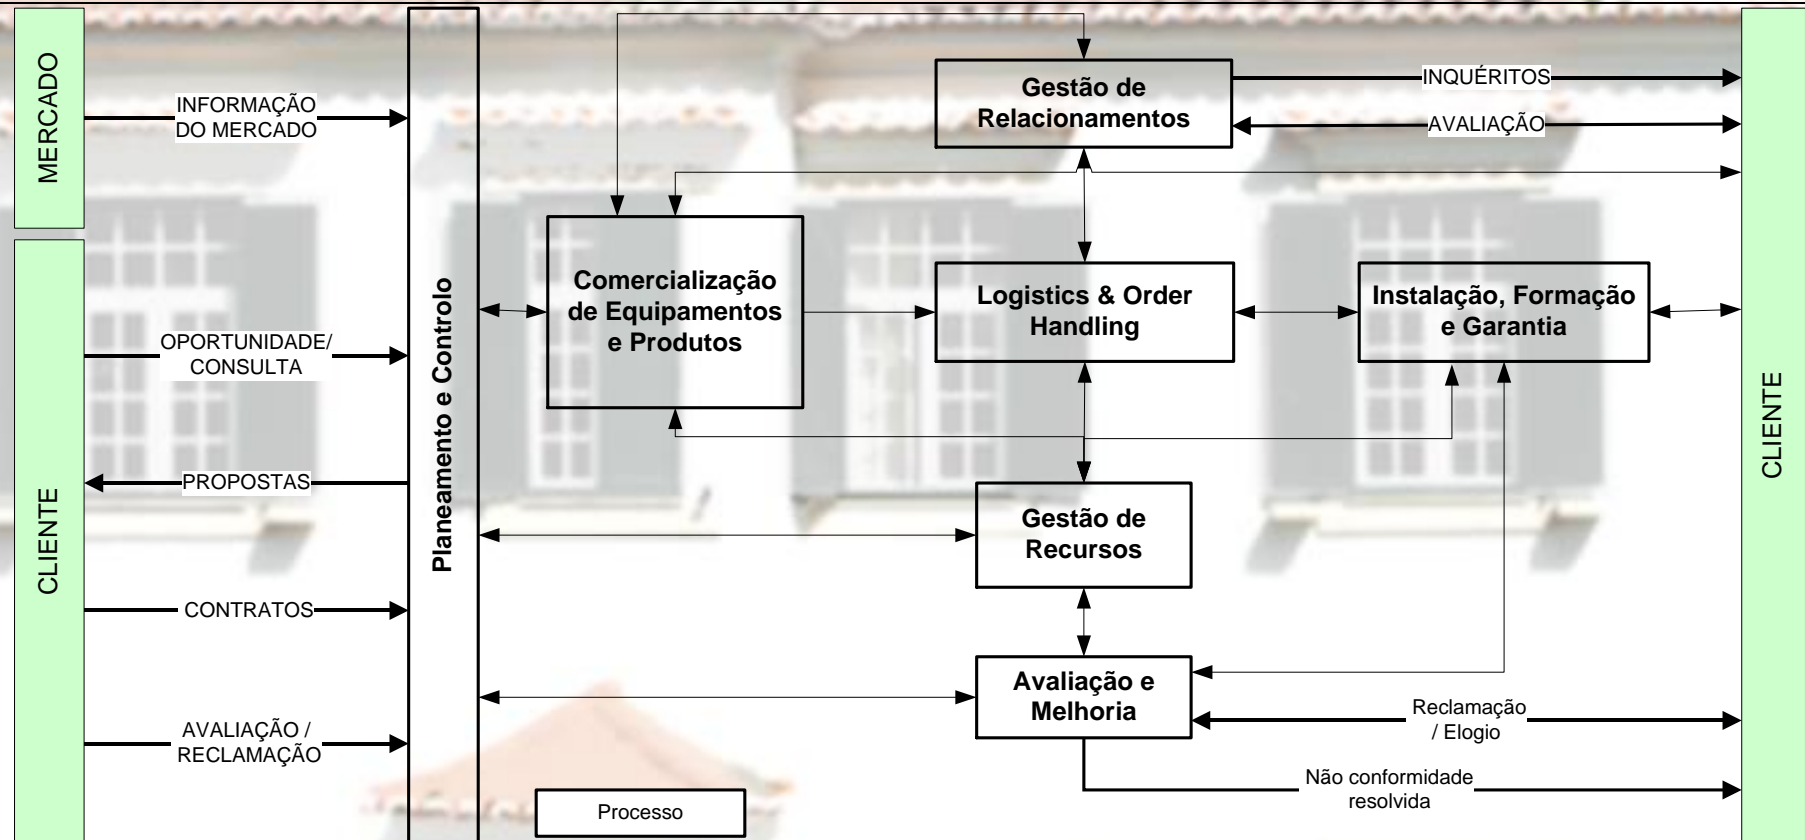 MERCADO
CLIENTE
INFORMAÇÃO
DO MERCADO
OPORTUNIDADE/
CONSULTA
PROPOSTAS
CONTRATOS
AVALIAÇÃO /
RECLAMAÇÃO
Planeamento e Controlo
Gestão de
Relacionamentos
INQUÉRITOS
AVALIAÇÃO
Comercialização
de Equipamentos
e Produtos
Logistics & Order
Handling
Instalação, Formação
e Garantia
Gestão de
Recursos
Avaliação e
Melhoria
Reclamação
/ Elogio
Não conformidade
resolvida
Processo
CLIENTE